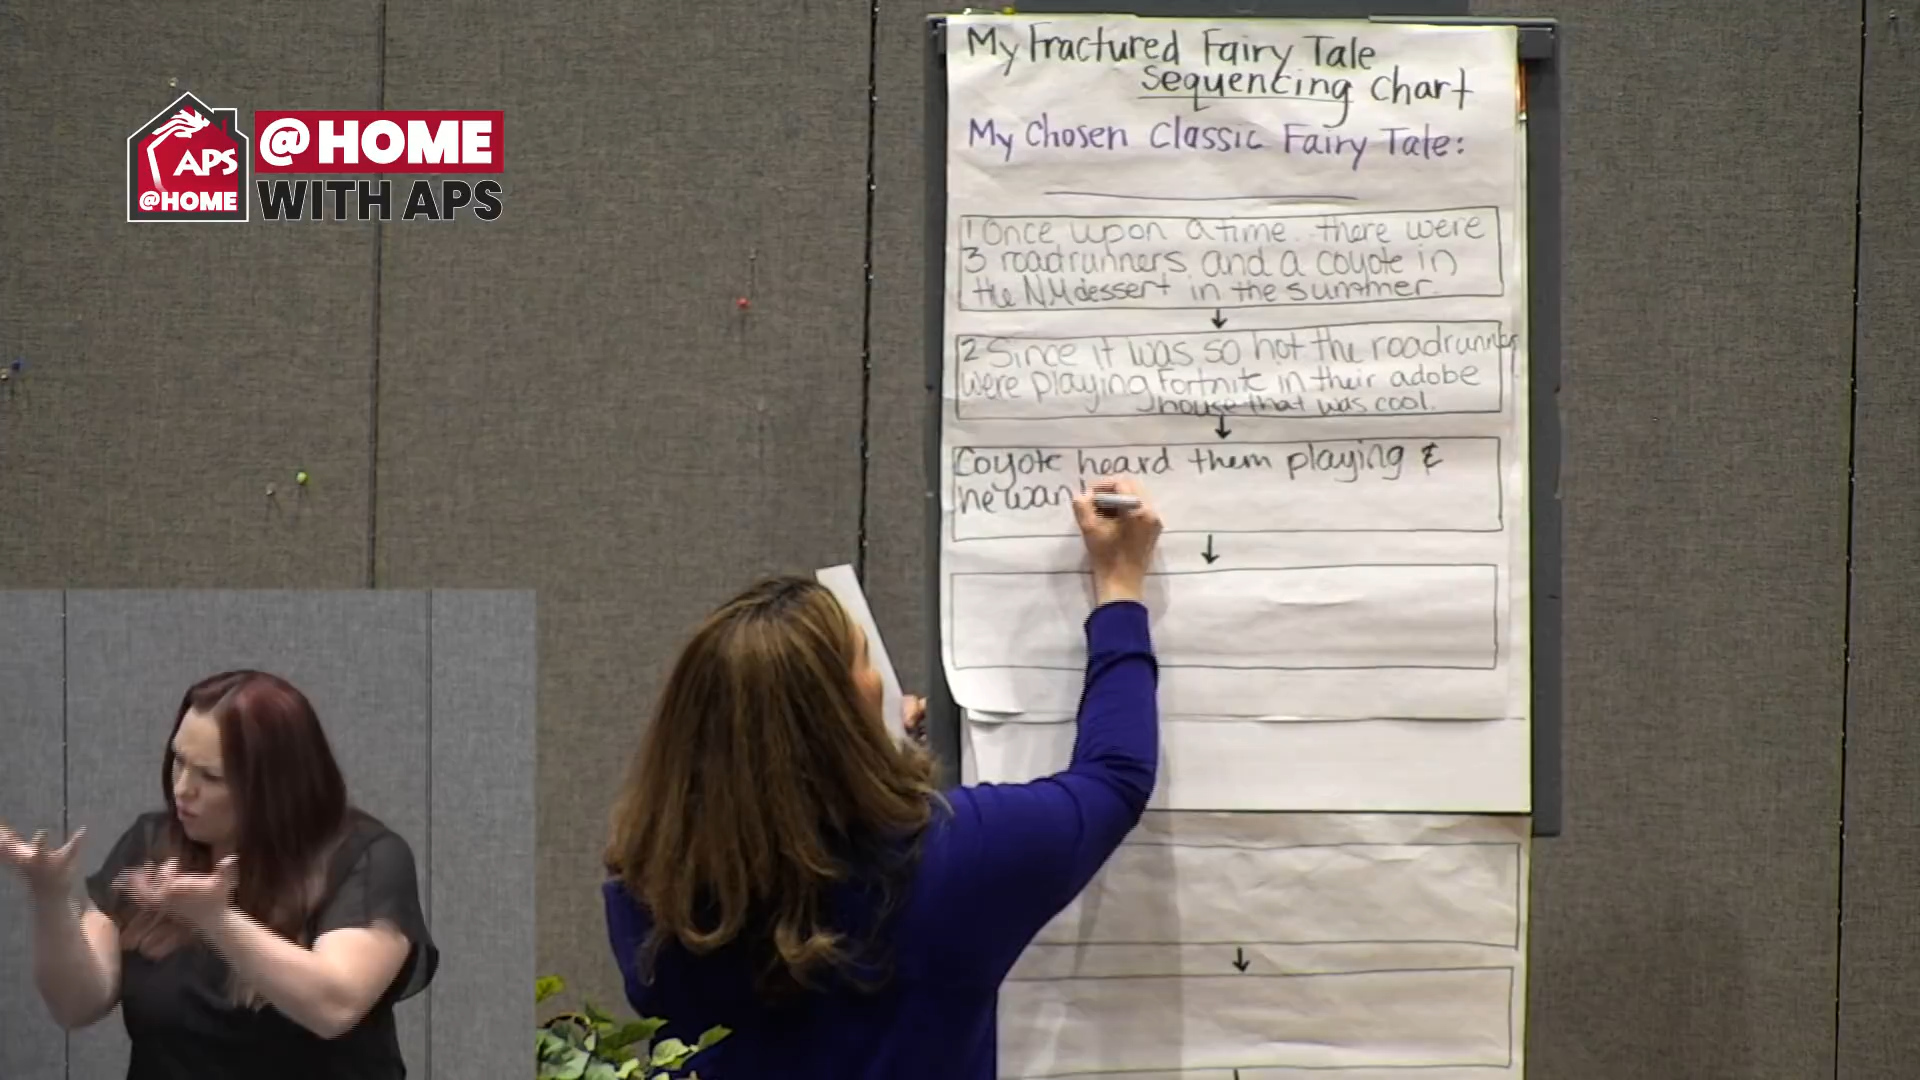 APS
@HOME
@HOME
WITH APS
My Fractured Fairy Tale
Sequencing Chart
My Chosen Classic Fairy Tale:
1 Once upon a time there were
3 roadrunners and a coyote in
the NM dessert in the summer.
2 Since it was so hot the roadrunners
were playing Fortnite in their adobe
house that was cool.
Coyote heard them playing &
he wan